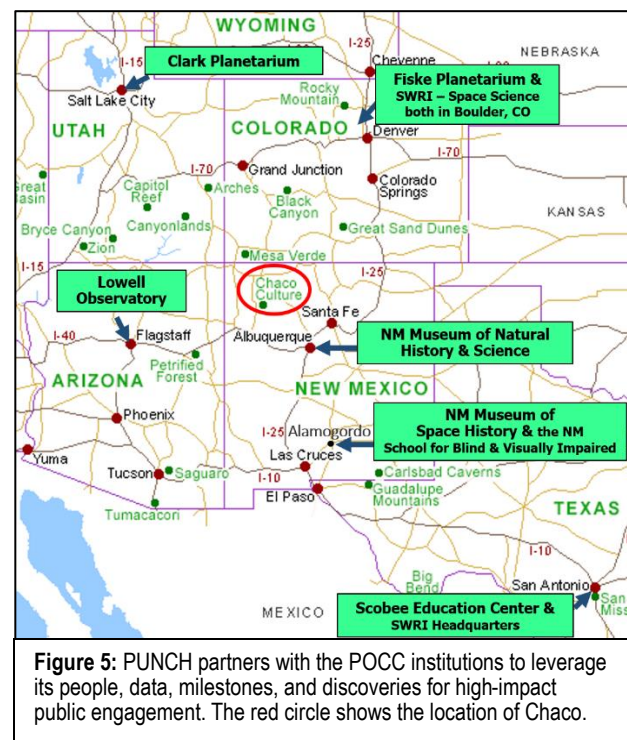 WYOMING
I-15
I-25
NEBRASKA
Clark Planetarium
Cheyenne
Rocky
Mountain
Fiske Planetarium &
SWRI – Space Science
both in Boulder, CO
Salt Lake City
UTAH
COLORADO
Denver
I-70
Great
Basin
Capitol
Reef
I-70
Grand Junction
Arches
Black
Canyon
Colorado
Springs
KANSAS
Bryce Canyon
Zion
Canyonlands
Great Sand Dunes
Mesa Verde
I-15
I-25
Lowell
Observatory
Chaco
Culture
Santa Fe
I-40
Flagstaff
Albuquerque
NM Museum of Natural
History & Science
Petrified
Forest
ARIZONA
NEW MEXICO
Phoenix
I-25
Alamogordo
NM Museum of
Space History & the NM
School for Blind & Visually Impaired
Yuma
Tucson
Saguaro
Las Cruces
I-10
Carlsbad Caverns
El Paso
Guadalupe
Mountains
TEXAS
Tumacacori
I-10
Big
Bend
San Antonio
San
Miss
MEXICO
Scobee Education Center &
SWRI Headquarters
Figure 5: PUNCH partners with the POCC institutions to leverage
its people, data, milestones, and discoveries for high-impact
public engagement. The red circle shows the location of Chaco.